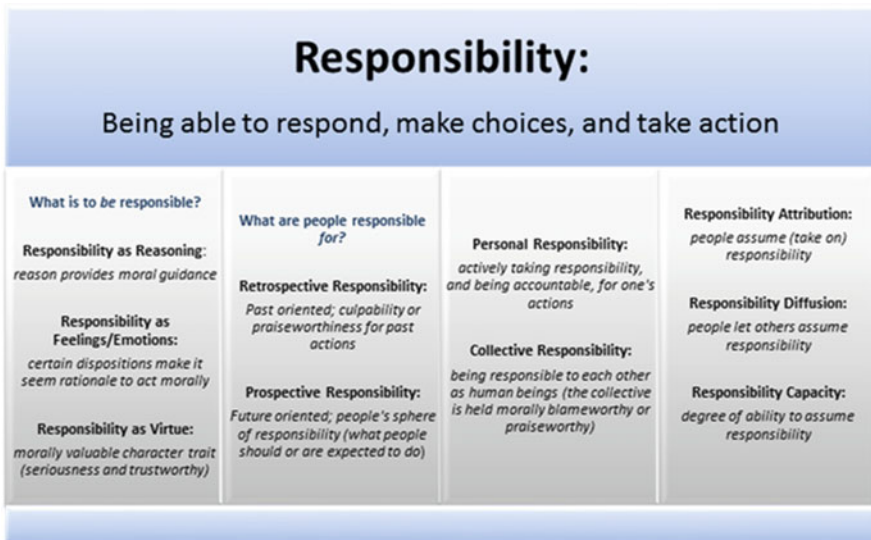 Responsibility:
Being able to respond, make choices, and take action
What is to be responsible?
Responsibility as Reasoning:
reason provides moral guidance
Responsibility as
Feelings/Emotions:
certain dispositions make it
seem rationale to act morally
Responsibility as Virtue:
morally valuable character trait
(seriousness and trustworthy)
What are people responsible
for?
Retrospective Responsibility:
Past oriented; culpability or
praiseworthiness for past
actions
Prospective Responsibility:
Future oriented; people's sphere
of responsibility (what people
should or are expected to do)
Personal Responsibility:
actively taking responsibility,
and being accountable, for one's
actions
Collective Responsibility:
being responsible to each other
as human beings (the collective
is held morally blameworthy or
praiseworthy)
Responsibility Attribution:
people assume (take on)
responsibility
Responsibility Diffusion:
people let others assume
responsibility
Responsibility Capacity:
degree of ability to assume
responsibility